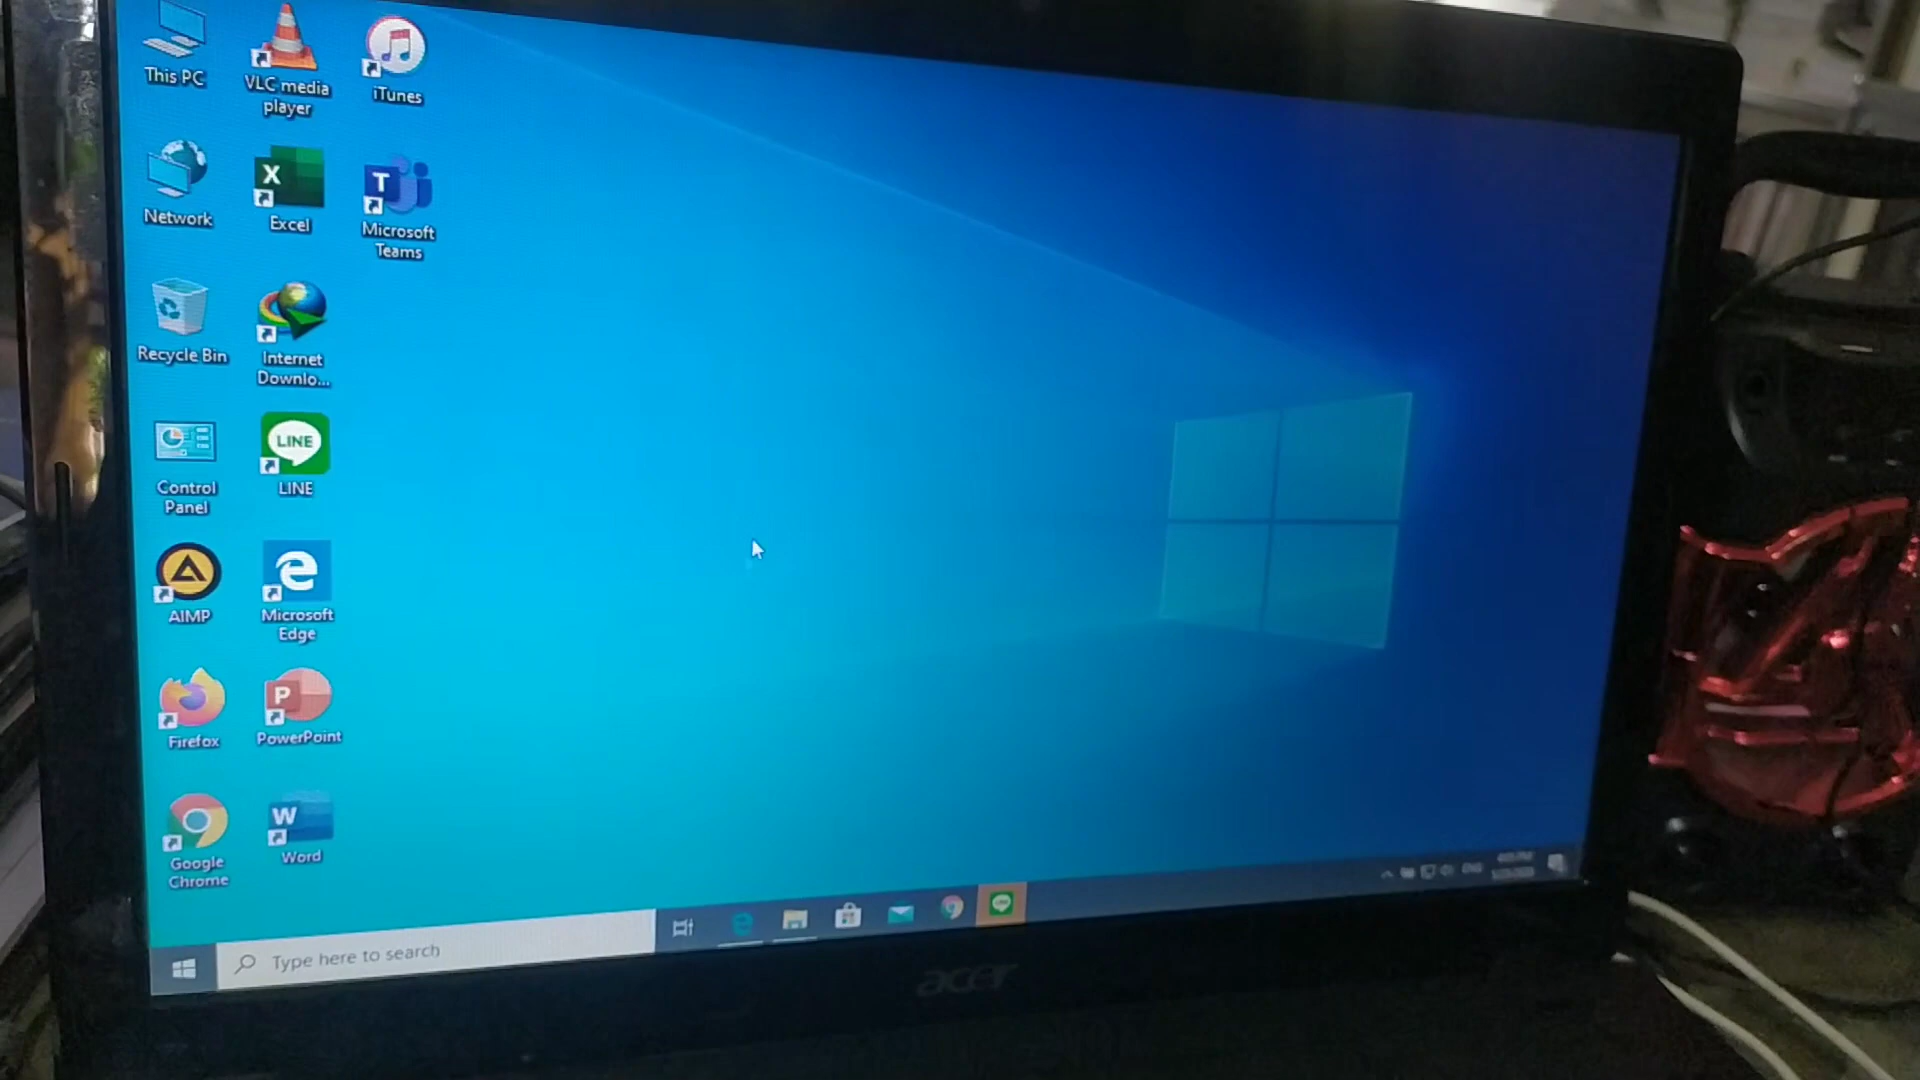 This PC
VLC media
player
iTunes
Network
Excel
Microsoft
Teams
Recycle Bin
Internet
Downlo...
Control
Panel
LINE
LINE
AIMP
Microsoft
Edge
Firefox
PowerPoint
Google
Chrome
Word
Type here to search
ENG
acer